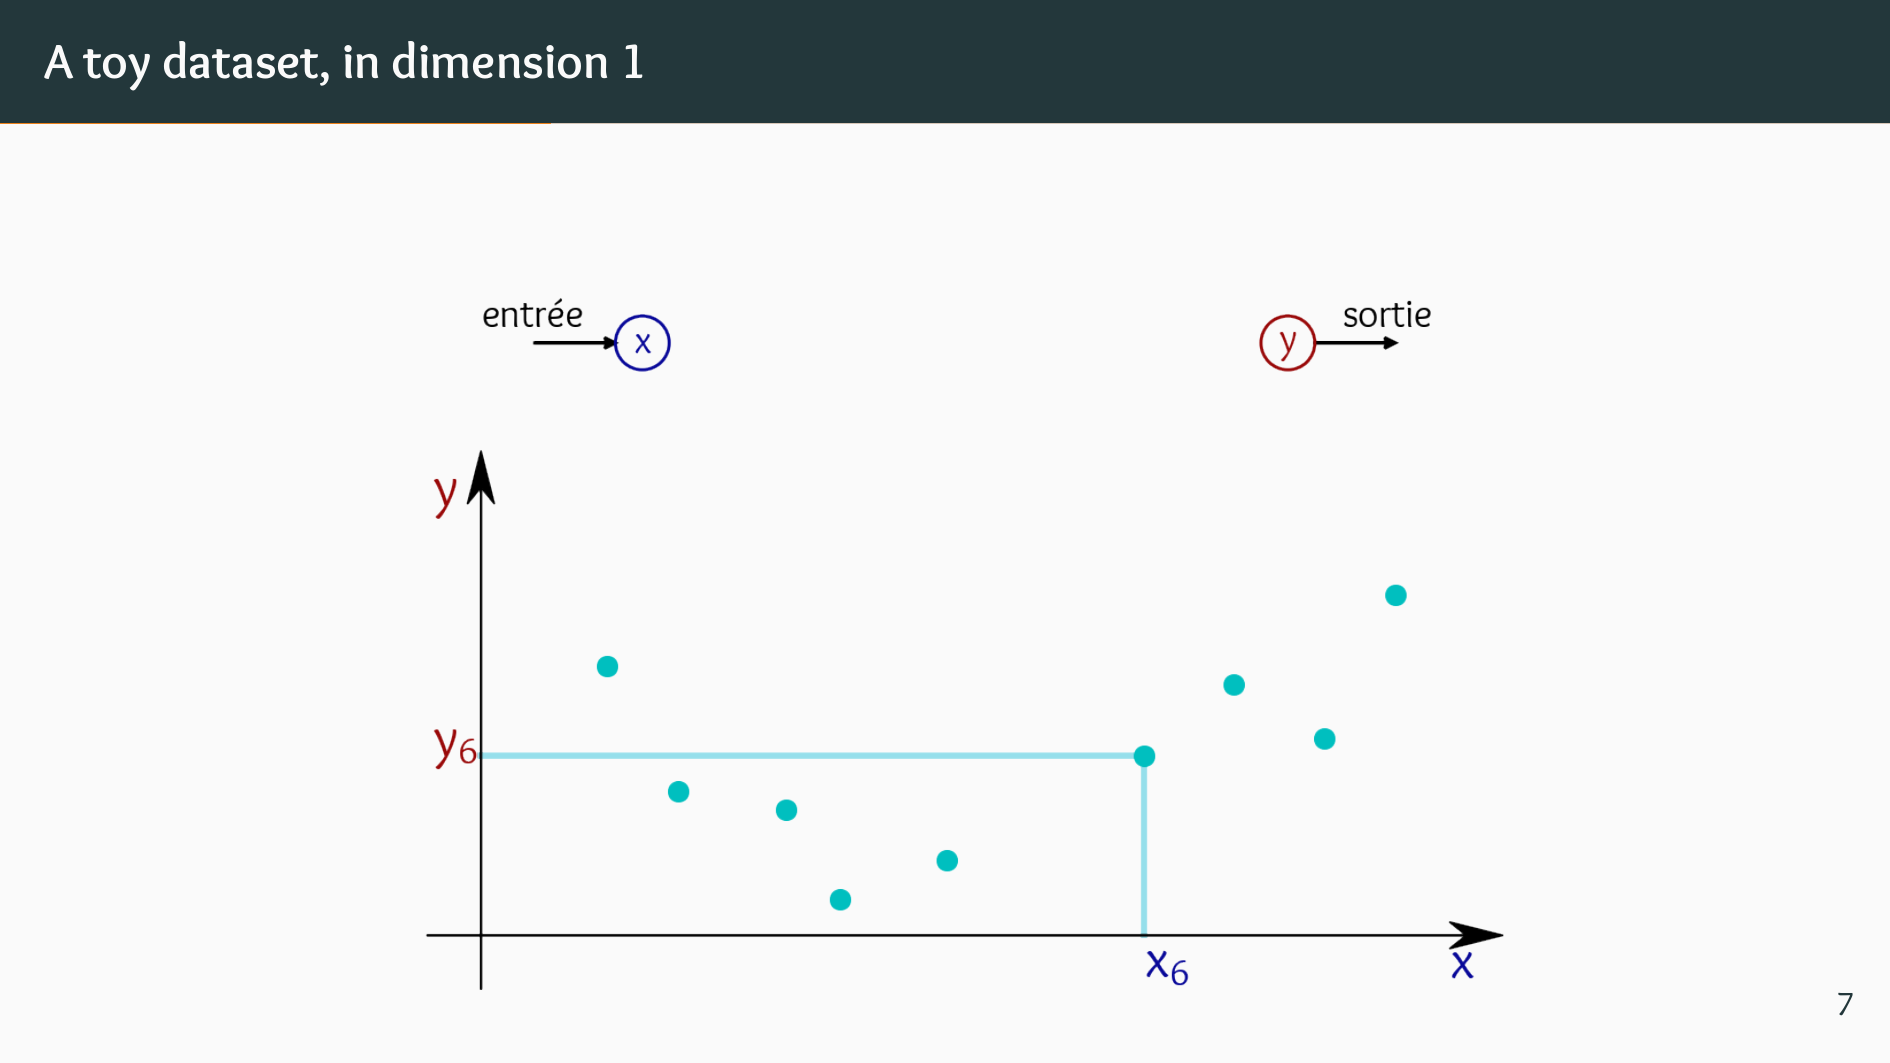 A toy dataset, in dimension 1
entrée
x
y
sortie
y
y₆
x₆
x
7